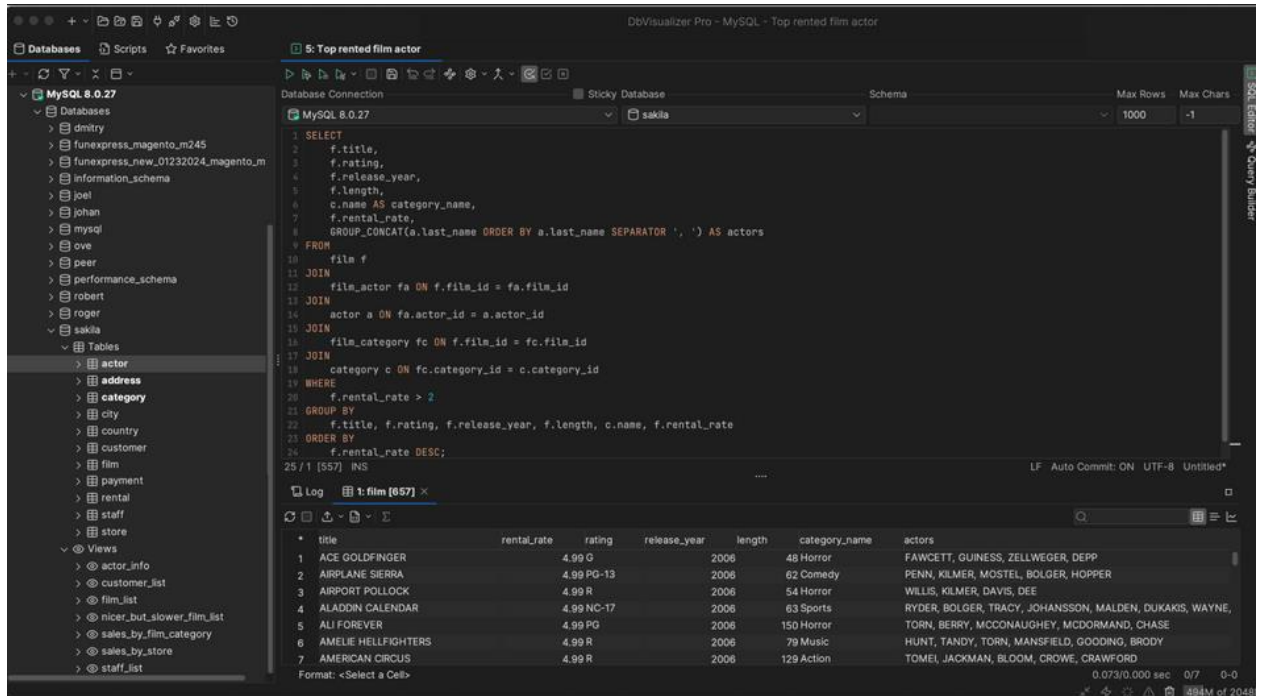 DbVisualizer Pro - MySQL - Top rented film actor
Databases Scripts Favorites
5: Top rented film actor
MySQL 8.0.27
Databases
dmitry
funexpress_magento_m245
funexpress_new_01232024_magento_m
information_schema
joel
johan
mysql
ove
peer
performance_schema
robert
roger
sakila
Tables
actor
address
category
city
country
customer
film
payment
rental
staff
store
Views
actor_info
customer_list
film_list
nicer_but_slower_film_list
sales_by_film_category
sales_by_store
staff_list
Database Connection Sticky Database Schema Max Rows Max Chars
MySQL 8.0.27 sakila 1000 -1
1 SELECT
2 f.title,
3 f.rating,
4 f.release_year,
5 f.length,
6 c.name AS category_name,
7 f.rental_rate,
8 GROUP_CONCAT(a.last_name ORDER BY a.last_name SEPARATOR ', ') AS actors
9 FROM
10 film f
11 JOIN
12 film_actor fa ON f.film_id = fa.film_id
13 JOIN
14 actor a ON fa.actor_id = a.actor_id
15 JOIN
16 film_category fc ON f.film_id = fc.film_id
17 JOIN
18 category c ON fc.category_id = c.category_id
19 WHERE
20 f.rental_rate > 2
21 GROUP BY
22 f.title, f.rating, f.release_year, f.length, c.name, f.rental_rate
23 ORDER BY
24 f.rental_rate DESC;
25/1 [557] INS LF Auto Commit: ON UTF-8 Untitled*
SQL Editor
Query Builder
Log 1: film [657]
* title rental_rate rating release_year length category_name actors
1 ACE GOLDFINGER 4.99 G 2006 48 Horror FAWCETT, GUINESS, ZELLWEGER, DEPP
2 AIRPLANE SIERRA 4.99 PG-13 2006 62 Comedy PENN, KILMER, MOSTEL, BOLGER, HOPPER
3 AIRPORT POLLOCK 4.99 R 2006 54 Horror WILLIS, KILMER, DAVIS, DEE
4 ALADDIN CALENDAR 4.99 NC-17 2006 63 Sports RYDER, BOLGER, TRACY, JOHANSSON, MALDEN, DUKAKIS, WAYNE,
5 ALI FOREVER 4.99 PG 2006 150 Horror TORN, BERRY, MCCONAUGHEY, MCDORMAND, CHASE
6 AMELIE HELLFIGHTERS 4.99 R 2006 79 Music HUNT, TANDY, TORN, MANSFIELD, GOODING, BRODY
7 AMERICAN CIRCUS 4.99 R 2006 129 Action TOMEI, JACKMAN, BLOOM, CROWE, CRAWFORD
Format: <Select a Cell> 0.073/0.000 sec 0/7 0-0
494M of 2048